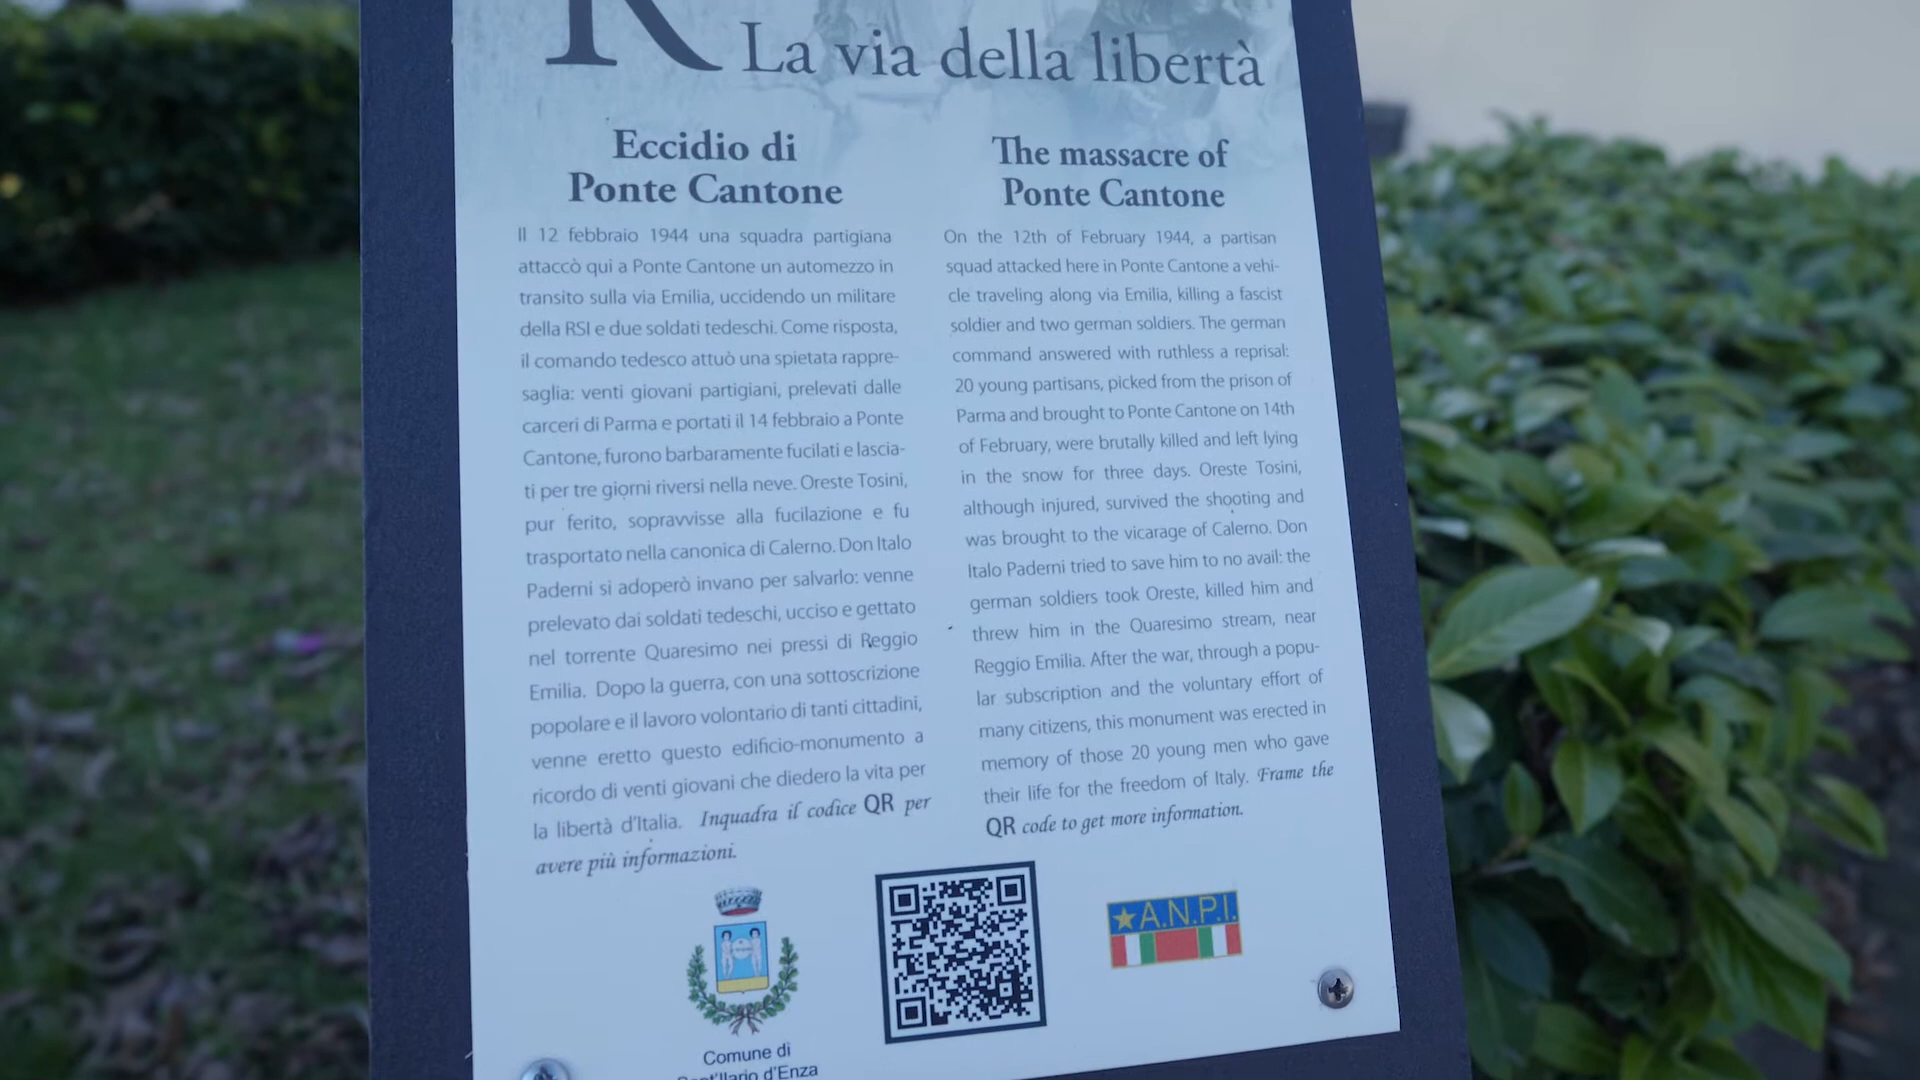 La via della libertà
Eccidio di
Ponte Cantone
Il 12 febbraio 1944 una squadra partigiana
attaccò qui a Ponte Cantone un automezzo in
transito sulla via Emilia, uccidendo un militare
della RSI e due soldati tedeschi. Come risposta,
il comando tedesco attuò una spietata rappre-
saglia: venti giovani partigiani, prelevati dalle
carceri di Parma e portati il 14 febbraio a Ponte
Cantone, furono barbaramente fucilati e lascia-
ti per tre giorni riversi nella neve. Oreste Tosini,
pur ferito, sopravvisse alla fucilazione e fu
trasportato nella canonica di Calerno. Don Italo
Paderni si adoperò invano per salvarlo: venne
prelevato dai soldati tedeschi, ucciso e gettato
nel torrente Quaresimo nei pressi di Reggio
Emilia. Dopo la guerra, con una sottoscrizione
popolare e il lavoro volontario di tanti cittadini,
venne eretto questo edificio-monumento a
ricordo di venti giovani che diedero la vita per
la libertà d'Italia. Inquadra il codice QR per
avere più informazioni.
The massacre of
Ponte Cantone
On the 12th of February 1944, a partisan
squad attacked here in Ponte Cantone a vehi-
cle traveling along via Emilia, killing a fascist
soldier and two german soldiers. The german
command answered with ruthless a reprisal:
20 young partisans, picked from the prison of
Parma and brought to Ponte Cantone on 14th
of February, were brutally killed and left lying
in the snow for three days. Oreste Tosini,
although injured, survived the shooting and
was brought to the vicarage of Calerno. Don
Italo Paderni tried to save him to no avail: the
german soldiers took Oreste, killed him and
threw him in the Quaresimo stream, near
Reggio Emilia. After the war, through a popu-
lar subscription and the voluntary effort of
many citizens, this monument was erected in
memory of those 20 young men who gave
their life for the freedom of Italy. Frame the
QR code to get more information.
A.N.P.I.
Comune di
Sant'Ilario d'Enza